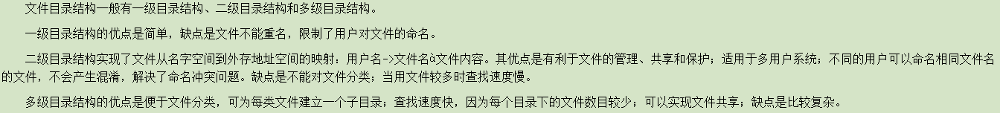 文件目录结构一般有一级目录结构、二级目录结构和多级目录结构。
一级目录结构的优点是简单，缺点是文件不能重名，限制了用户对文件的命名。
二级目录结构实现了文件从名字空间到外存地址空间的映射：用户名->文件名à文件内容。其优点是有利于文件的管理、共享和保护；适用于多用户系统；不同的用户可以命名相同文件名
的文件，不会产生混淆，解决了命名冲突问题。缺点是不能对文件分类；当用文件较多时查找速度慢。
多级目录结构的优点是便于文件分类，可为每类文件建立一个子目录；查找速度快，因为每个目录下的文件数目较少；可以实现文件共享；缺点是比较复杂。